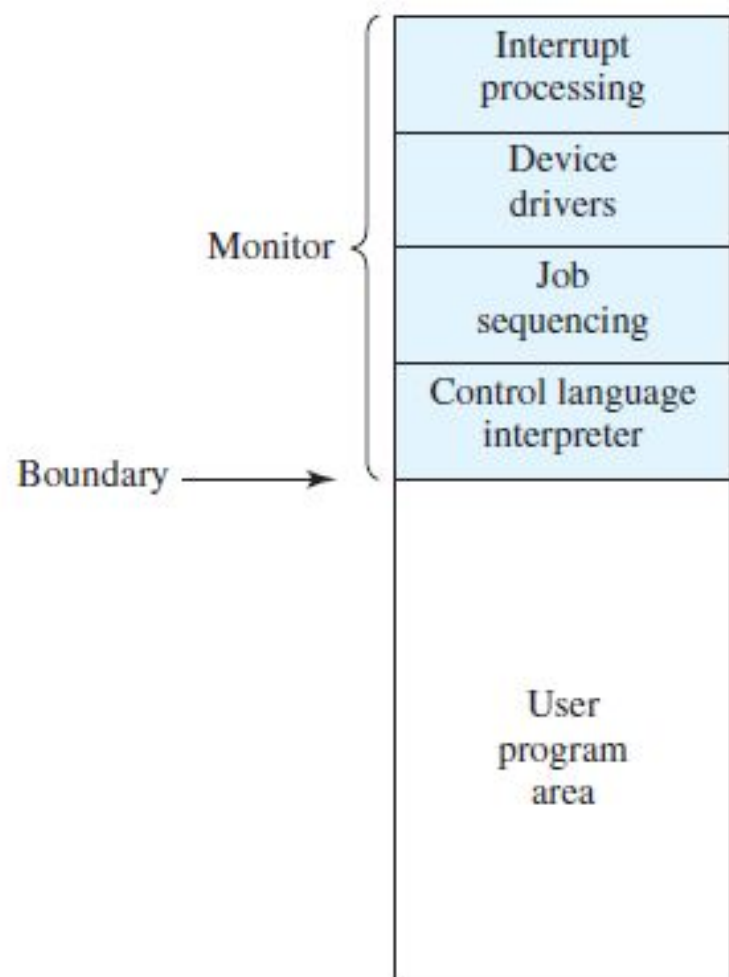 Interrupt
processing
Device
drivers
Monitor
Job
sequencing
Control language
interpreter
Boundary
User
program
area